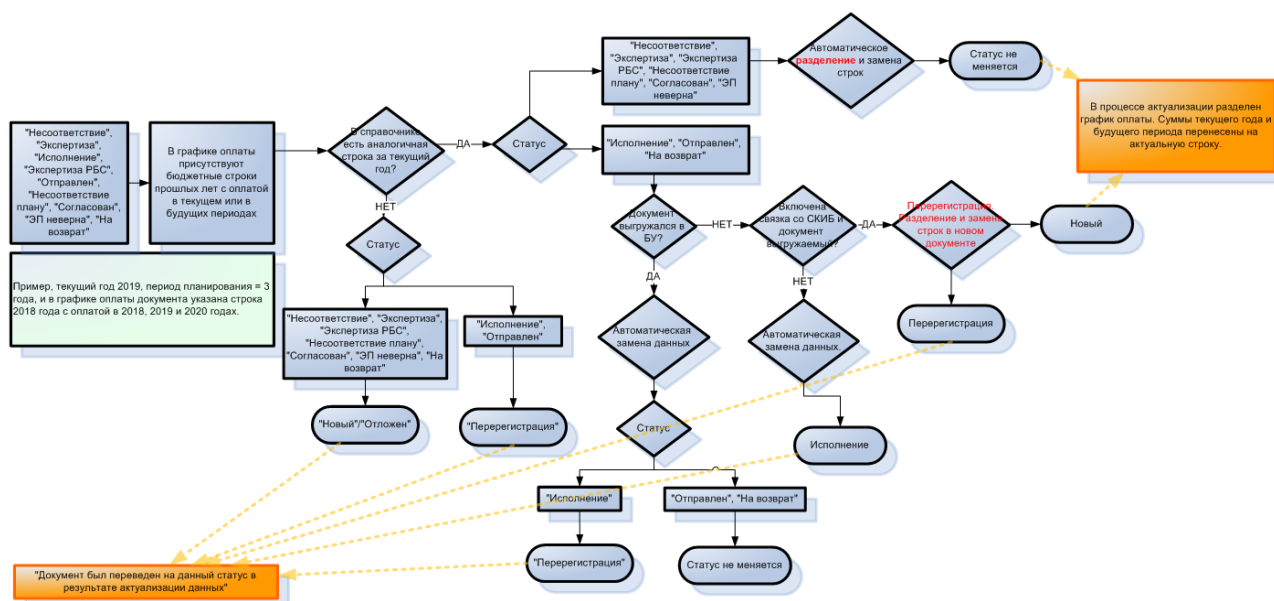 "Несоответствие",
"Экспертиза",
"Исполнение",
"Экспертиза РБС",
"Отправлен",
"Несоответствие
плану", "Согласован",
"ЭП неверна", "На
возврат"
В графике оплаты
присутствуют
бюджетные строки
прошлых лет с оплатой
в текущем или в
будущих периодах
Пример, текущий год 2019, период планирования = 3
года, и в графике оплаты документа указана строка
2018 года с оплатой в 2018, 2019 и 2020 годах.
В справочнике
есть аналогичная
строка за текущий
год?
ДА
НЕТ
Статус
"Несоответствие",
"Экспертиза", "Экспертиза
РБС", "Несоответствие
плану", "Согласован", "ЭП
неверна"
Автоматическое
разделение и замена
строк
Статус не
меняется
В процессе актуализации разделен
график оплаты. Суммы текущего года и
будущего периода перенесены на
актуальную строку.
"Исполнение", "Отправлен",
"На возврат"
Документ
выгружался в
БУ?
НЕТ
ДА
Включена
связка со СКИБ и
документ
выгружаемый?
ДА
НЕТ
Перерегистрация.
Разделение и замена
строк в новом
документе
Новый
Перерегистрация
Статус
"Несоответствие", "Экспертиза",
"Экспертиза РБС",
"Несоответствие плану",
"Согласован", "ЭП неверна", "На
возврат"
"Исполнение",
"Отправлен"
"Новый"/"Отложен"
"Перерегистрация"
Автоматическая
замена данных
Автоматическая
замена данных.
Статус
Исполнение
"Исполнение"
"Отправлен", "На возврат"
"Перерегистрация"
Статус не меняется
"Документ был переведен на данный статус в
результате актуализации данных"